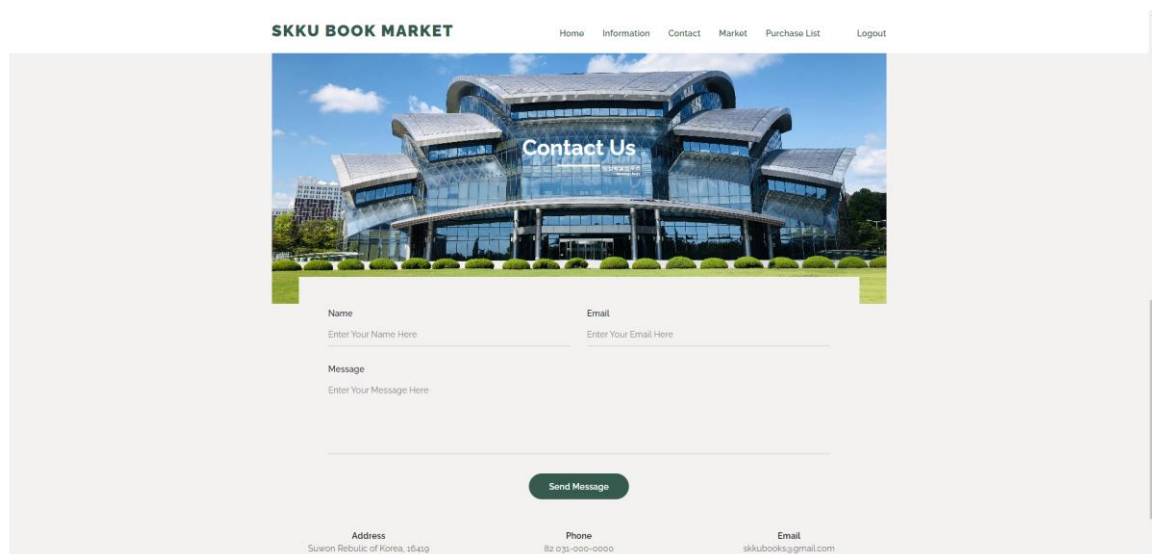 SKKU BOOK MARKET
Home Information Contact Market Purchase List Logout
Contact Us
Name Email
Enter Your Name Here Enter Your Email Here
Message
Enter Your Message Here
Send Message
Address Phone Email
Suwon Rebulic of Korea, 16419 82 031-000-0000 skkubooks@gmail.com